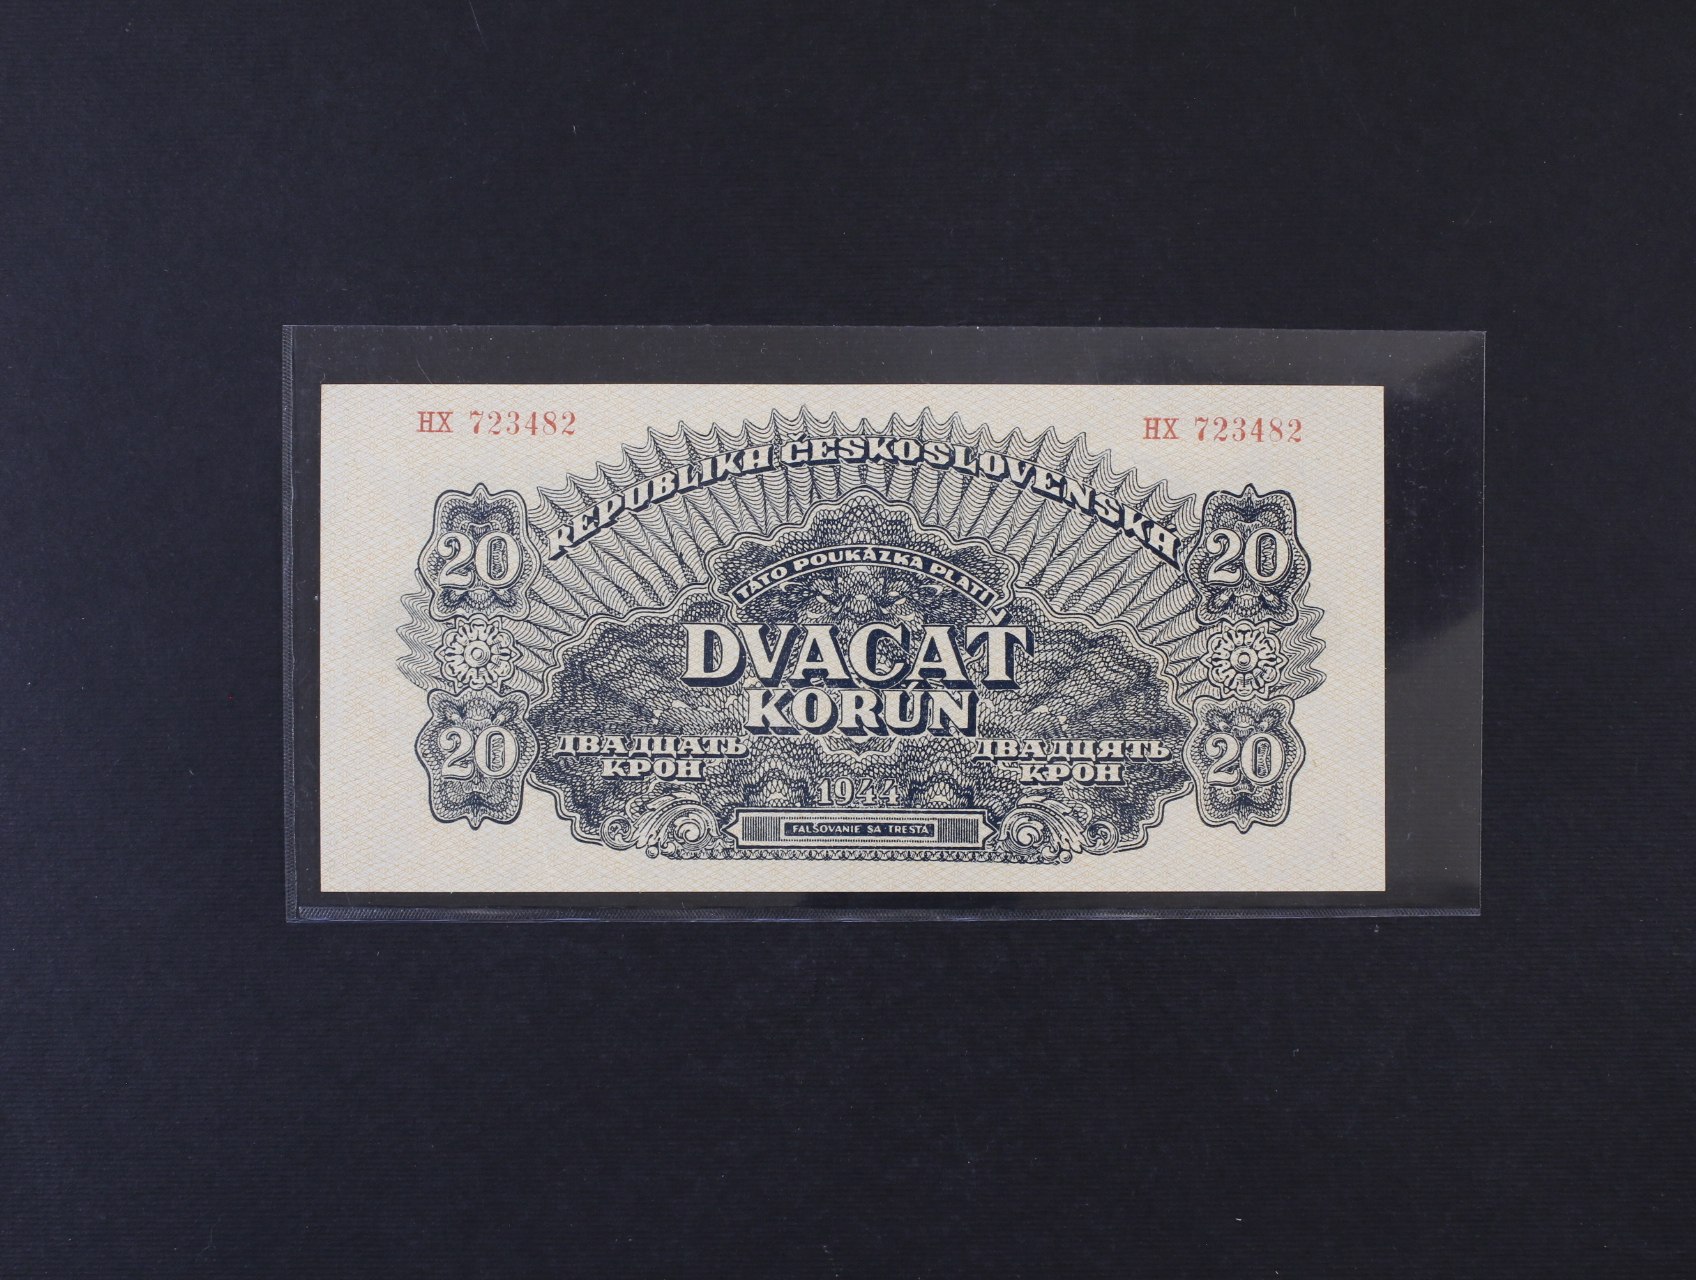 HX 723482
HX 723482
REPUBLIKA ČESKOSLOVENSKÁ
20
20
TÁTO POUKÁZKA PLATÍ
DVACAŤ
KORÚN
20
20
ДВАДЦАТЬ
КРОН
ДВАДЦЯТЬ
КРОН
1944
FALŠOVANIE SA TRESTÁ